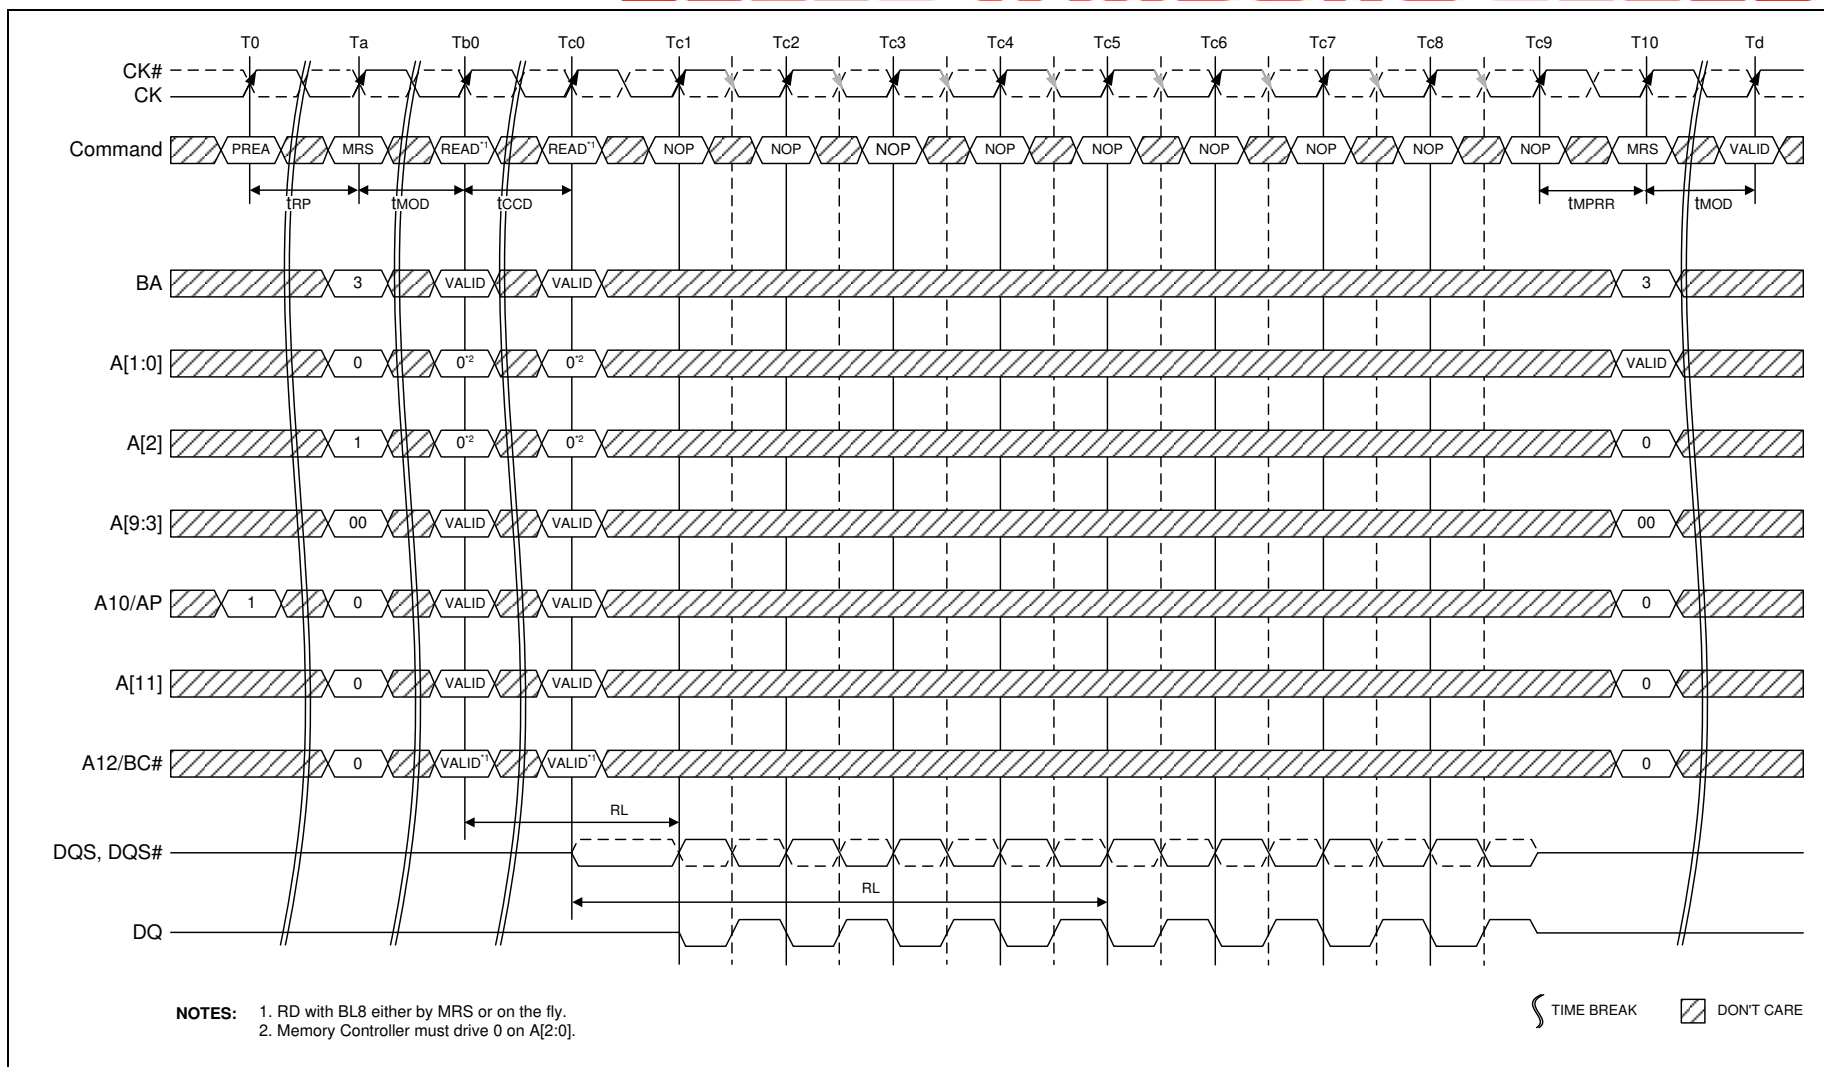 T0 Ta Tb0 Tc0 Tc1 Tc2 Tc3 Tc4 Tc5 Tc6 Tc7 Tc8 Tc9 T10 Td
CK#
CK
Command PREA MRS READ*1 READ*1 NOP NOP NOP NOP NOP NOP NOP NOP NOP MRS VALID
tRP tMOD tCCD tMPRR tMOD
BA 3 VALID VALID 3
A[1:0] 0 0*2 0*2 VALID
A[2] 1 0*2 0*2 0
A[9:3] 00 VALID VALID 00
A10/AP 1 0 VALID VALID 0
A[11] 0 VALID VALID 0
A12/BC# 0 VALID*1 VALID*1 0
RL
DQS, DQS#
RL
DQ
NOTES: 1. RD with BL8 either by MRS or on the fly.
2. Memory Controller must drive 0 on A[2:0].
TIME BREAK DON'T CARE